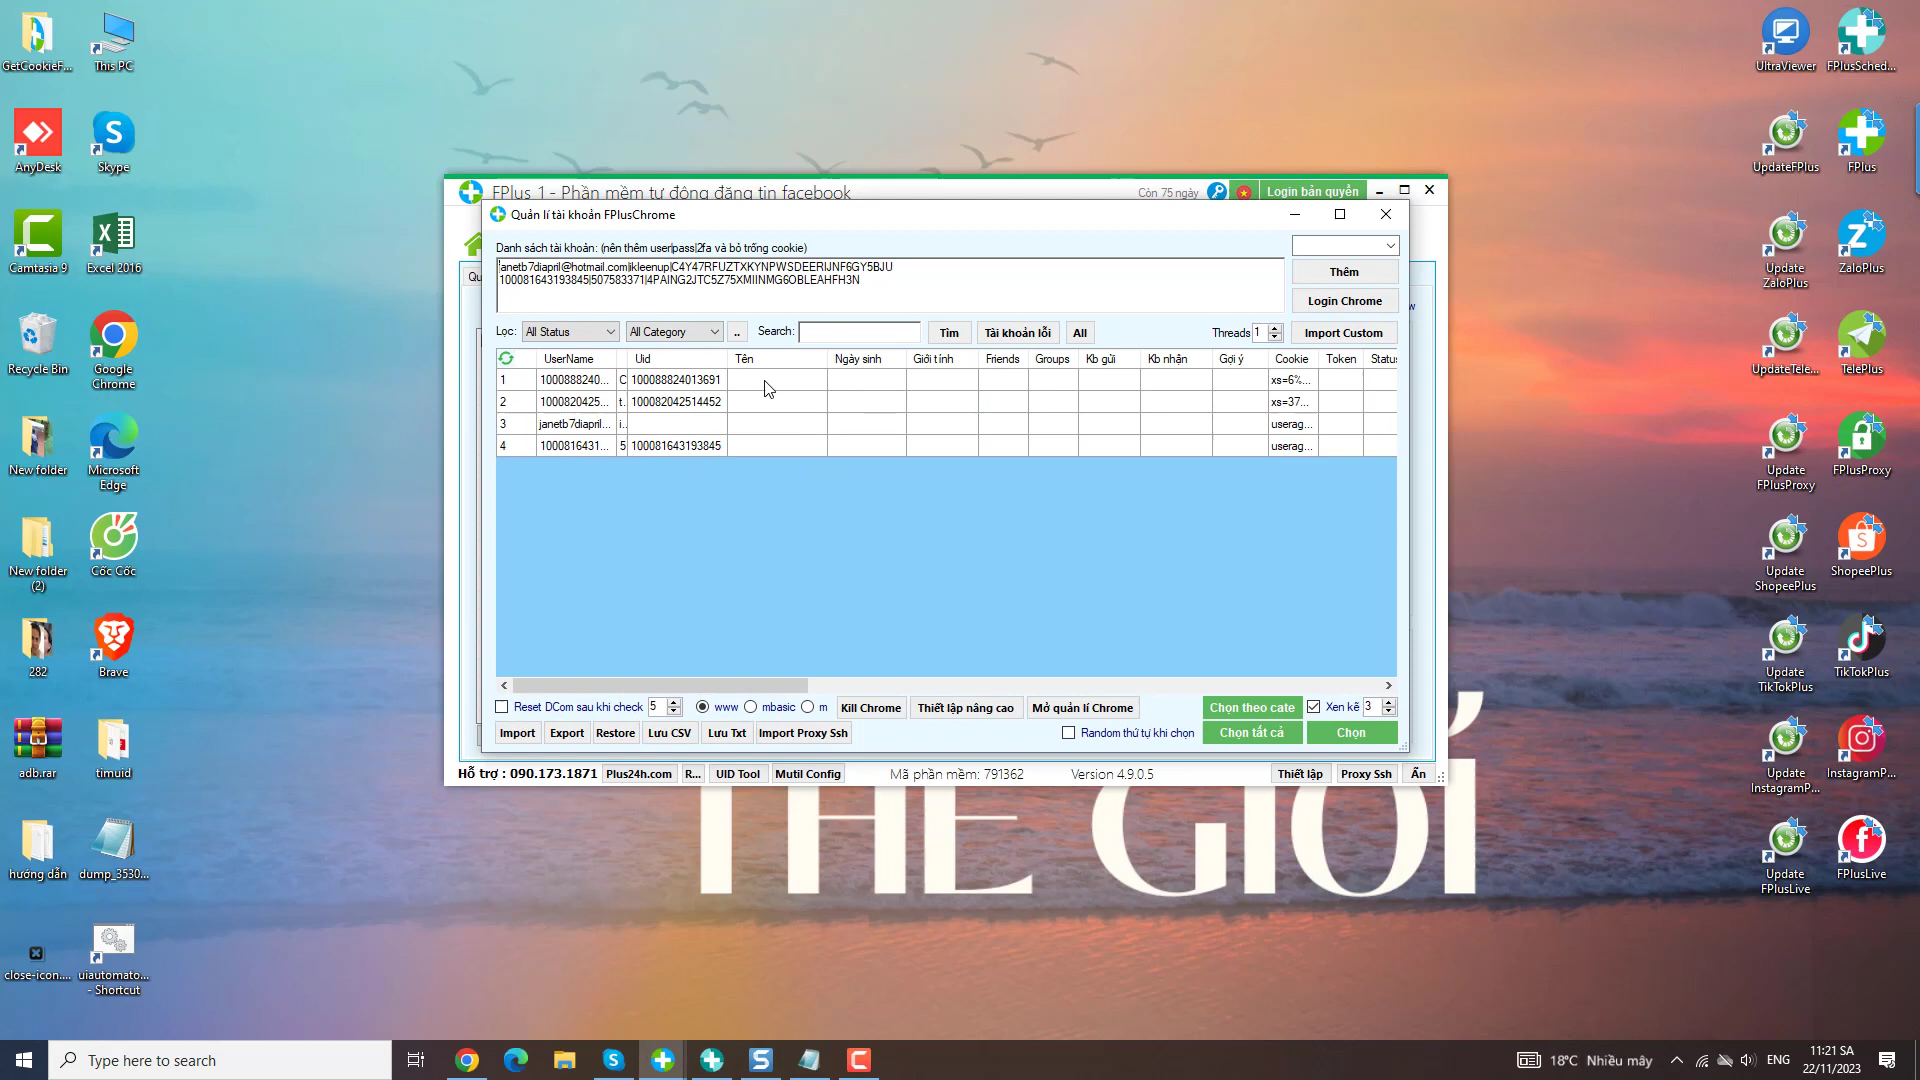 GetCookieF...
This PC
AnyDesk
Skype
Camtasia 9
Excel 2016
Recycle Bin
Google Chrome
New folder
Microsoft Edge
New folder (2)
Cốc Cốc
282
Brave
adb.rar
timuid
hướng dẫn
dump_3530...
close-icon....
uiautomato... - Shortcut
UltraViewer
FPlusSched...
UpdateFPlus
FPlus
Update ZaloPlus
ZaloPlus
UpdateTele...
TelePlus
Update FPlusProxy
FPlusProxy
Update ShopeePlus
ShopeePlus
Update TikTokPlus
TikTokPlus
Update InstagramP...
InstagramP...
Update FPlusLive
FPlusLive
FPlus 1 - Phần mềm tự động đăng tin facebook
Còn 75 ngày
Login bản quyền
Quản lí tài khoản FPlusChrome
Danh sách tài khoản: (nên thêm user|pass|2fa và bỏ trống cookie)
100081643193845|507583371|4PAING2JTC5Z75XMIINMG6OBLEAHFH3N
Thêm
Login Chrome
Lọc: All Status All Category .. Search: Tìm Tài khoản lỗi All Threads 1 Import Custom
UserName Uid Tên Ngày sinh Giới tính Friends Groups Kb gửi Kb nhận Gợi ý Cookie Token Status
1 1000888240... C 100088824013691 xs=6%...
2 1000820425... t. 100082042514452 xs=37...
3 janetb7diapril... i.. userag...
4 1000816431... 5 100081643193845 userag...
Reset DCom sau khi check 5 www mbasic m Kill Chrome Thiết lập nâng cao Mở quản lí Chrome Chọn theo cate Xen kẽ 3
Import Export Restore Lưu CSV Lưu Txt Import Proxy Ssh Random thứ tự khi chọn Chọn tất cả Chọn
Hỗ trợ : 090.173.1871 Plus24h.com R... UID Tool Mutil Config Mã phần mềm: 791362 Version 4.9.0.5 Thiết lập Proxy Ssh Ẩn
THẾ GIỚI
Type here to search
18°C Nhiều mây
ENG
11:21 SA
22/11/2023